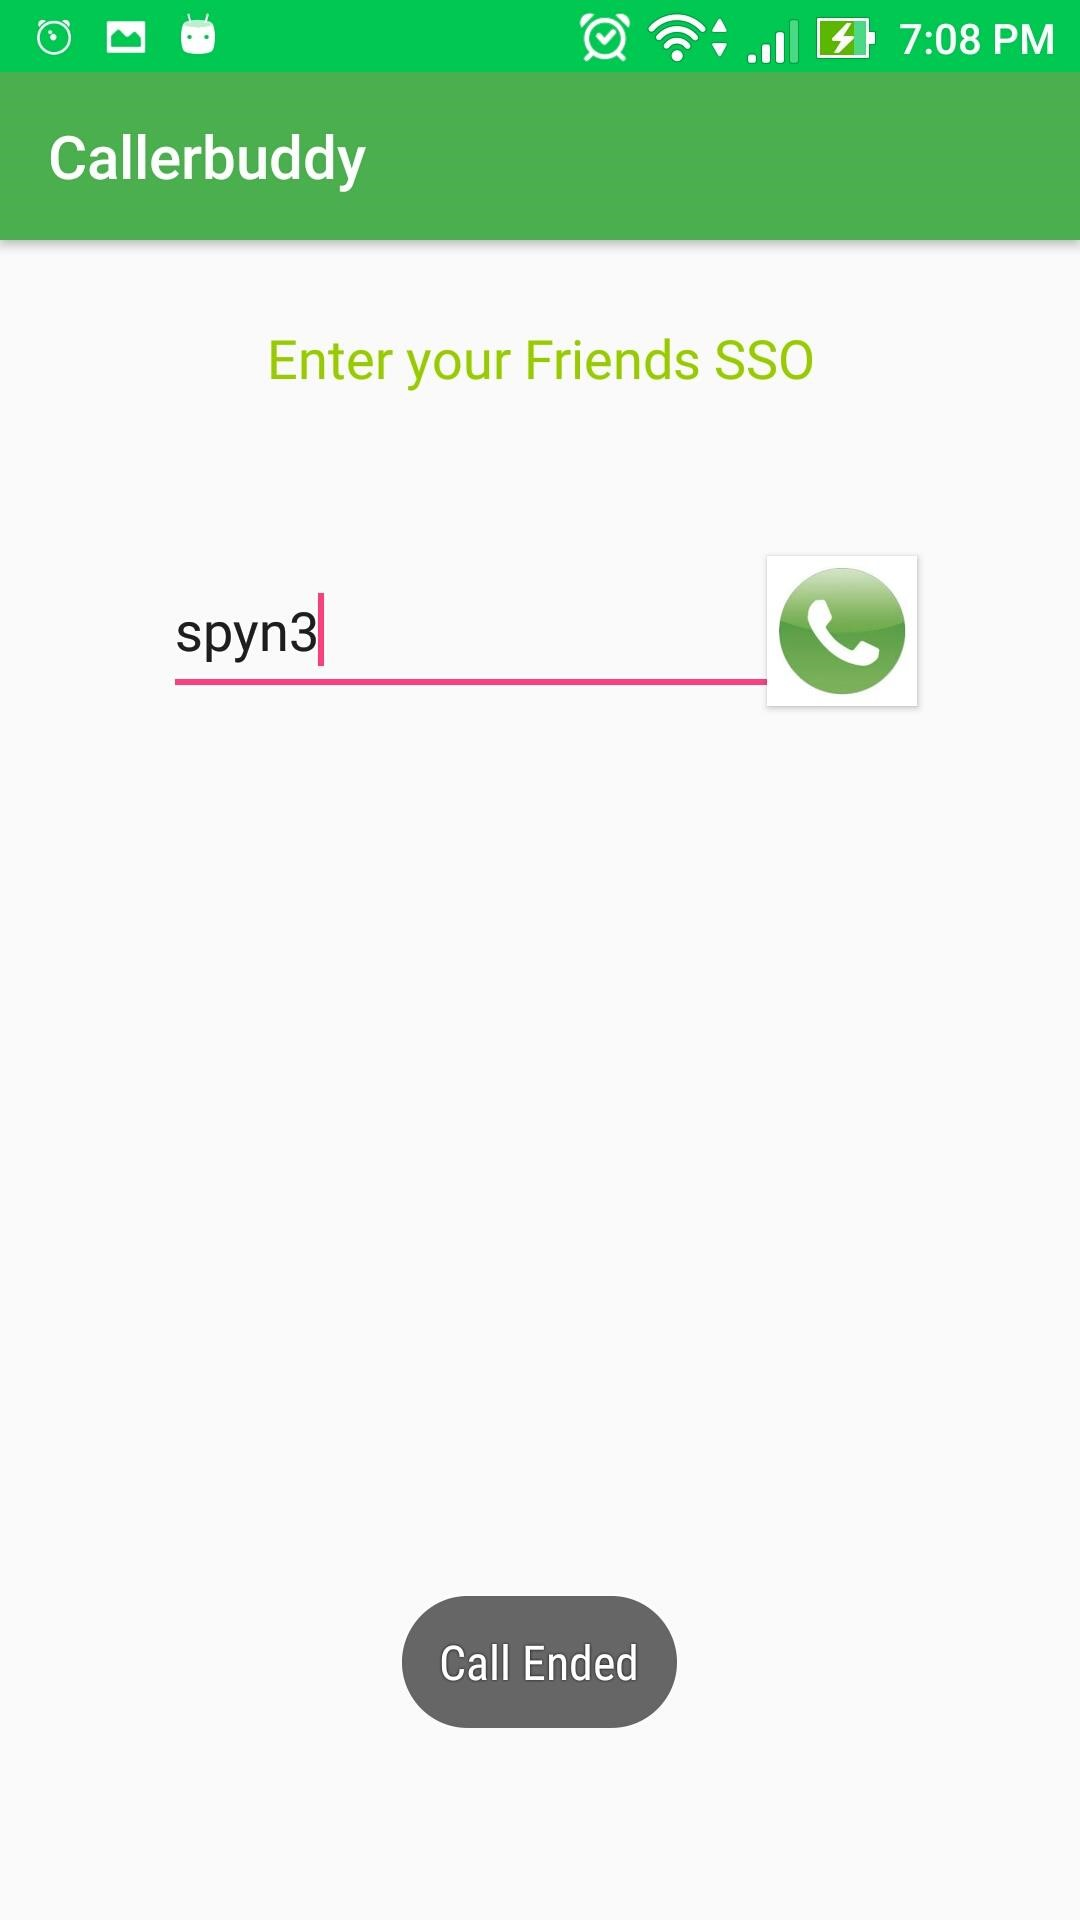 7:08 PM
Callerbuddy
Enter your Friends SSO
spyn3
Call Ended